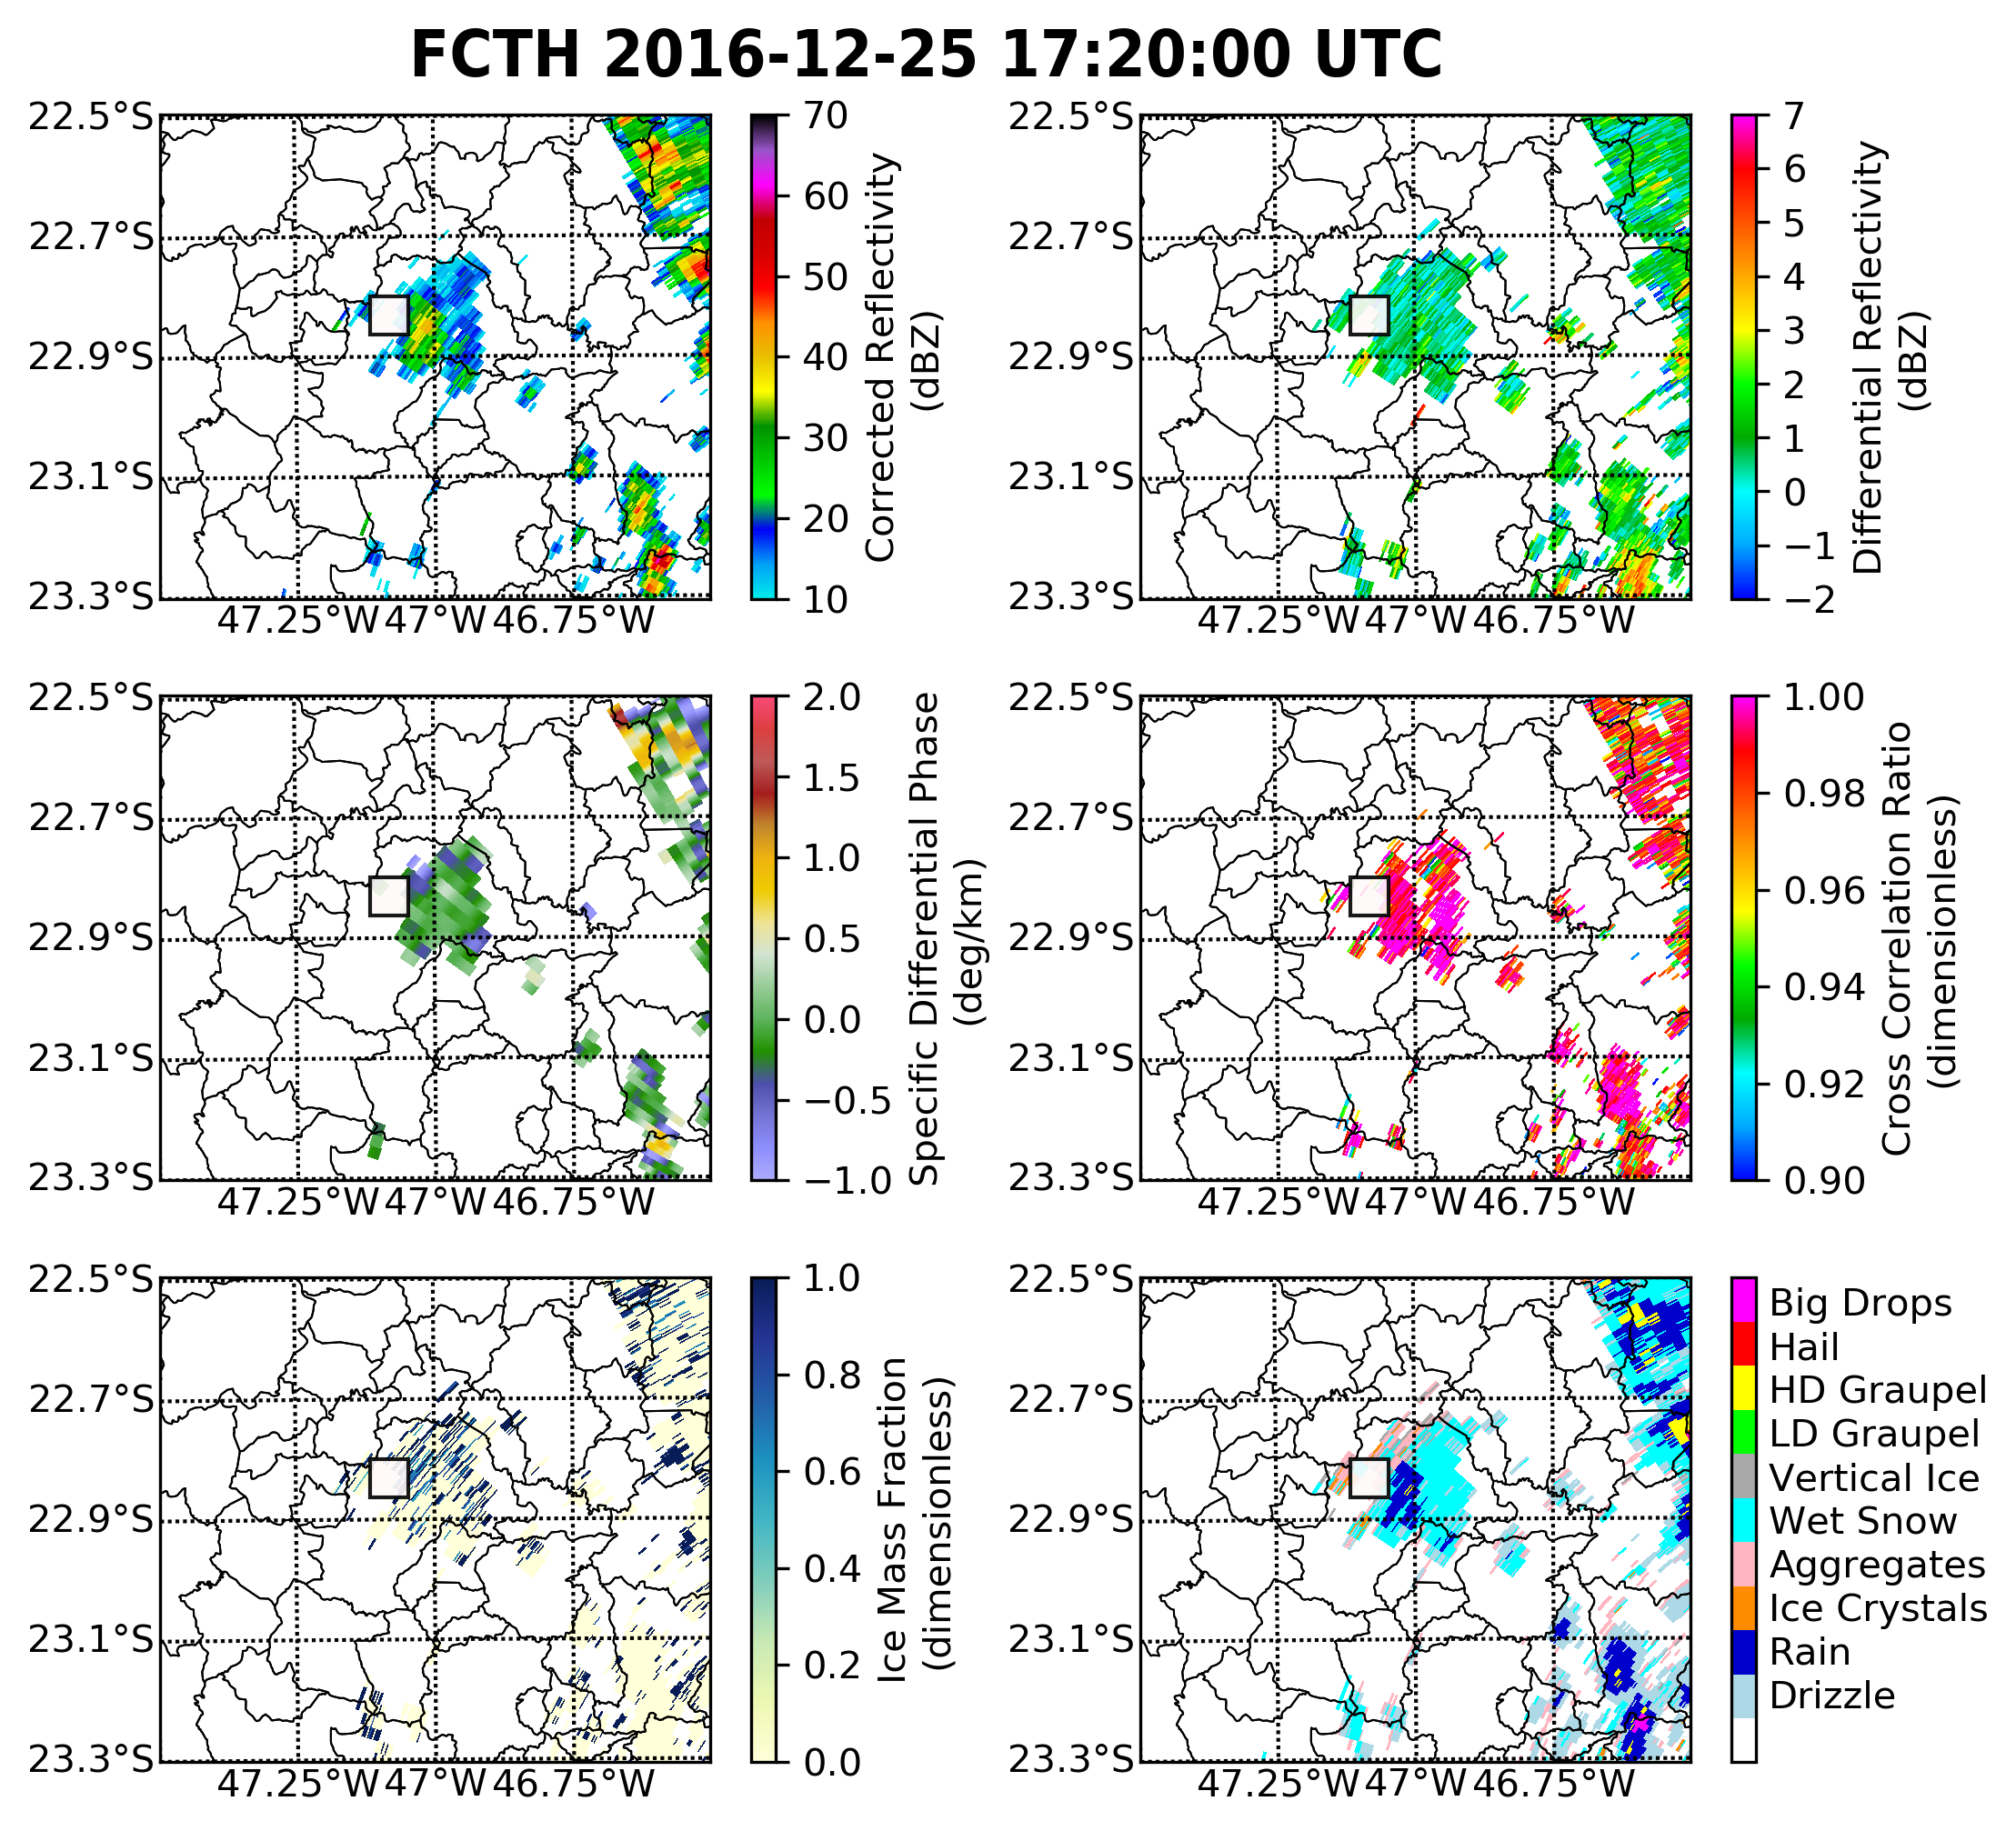 FCTH 2016-12-25 17:20:00 UTC
22.5°S
22.7°S
22.9°S
23.1°S
23.3°S
47.25°W
47°W
46.75°W
70
60
50
40
30
20
10
Corrected Reflectivity
(dBZ)
22.5°S
22.7°S
22.9°S
23.1°S
23.3°S
47.25°W
47°W
46.75°W
7
6
5
4
3
2
1
0
−1
−2
Differential Reflectivity
(dBZ)
22.5°S
22.7°S
22.9°S
23.1°S
23.3°S
47.25°W
47°W
46.75°W
2.0
1.5
1.0
0.5
0.0
−0.5
−1.0
Specific Differential Phase
(deg/km)
22.5°S
22.7°S
22.9°S
23.1°S
23.3°S
47.25°W
47°W
46.75°W
1.00
0.98
0.96
0.94
0.92
0.90
Cross Correlation Ratio
(dimensionless)
22.5°S
22.7°S
22.9°S
23.1°S
23.3°S
47.25°W
47°W
46.75°W
1.0
0.8
0.6
0.4
0.2
0.0
Ice Mass Fraction
(dimensionless)
22.5°S
22.7°S
22.9°S
23.1°S
23.3°S
47.25°W
47°W
46.75°W
Big Drops
Hail
HD Graupel
LD Graupel
Vertical Ice
Wet Snow
Aggregates
Ice Crystals
Rain
Drizzle